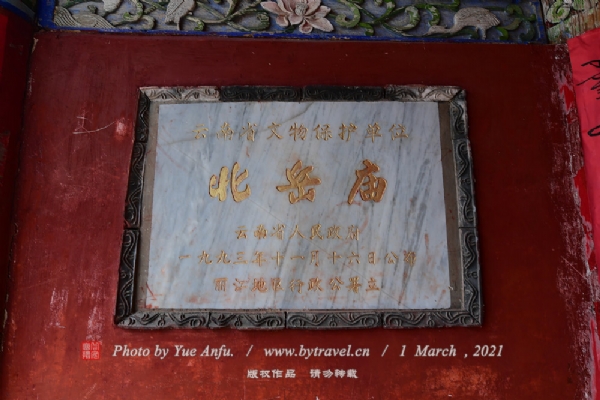 云南省文物保护单位
北岳庙
云南省人民政府
一九九三年十一月十六日公布
丽江地区行政公署立
Photo by Yue Anfu. / www.bytravel.cn / 1 March , 2021
版权作品 请勿转载